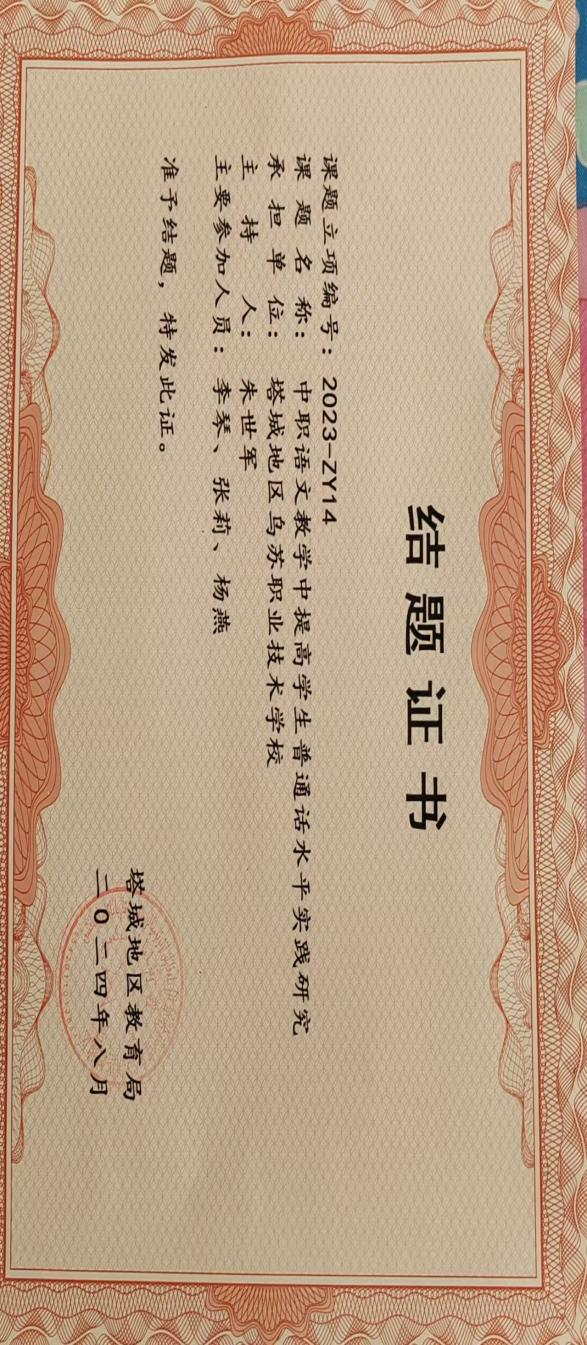 结题证书
课题立项编号：2023-ZY14
课题名称：中职语文教学中提高学生普通话水平实践研究
承担单位：塔城地区乌苏职业技术学校
主持人：朱世军
主要参加人员：李琴、张莉、杨燕
准予结题，特发此证。
塔城地区教育局
二0二四年八月